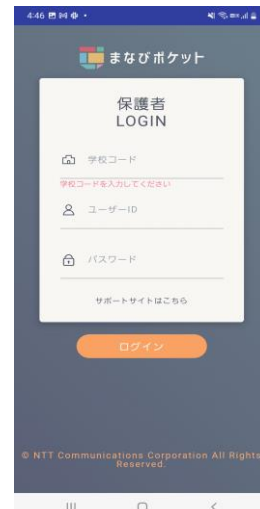 4:46
まなびポケット
保護者
LOGIN
学校コード
学校コードを入力してください
ユーザーID
パスワード
サポートサイトはこちら
ログイン
© NTT Communications Corporation All Rights
Reserved.